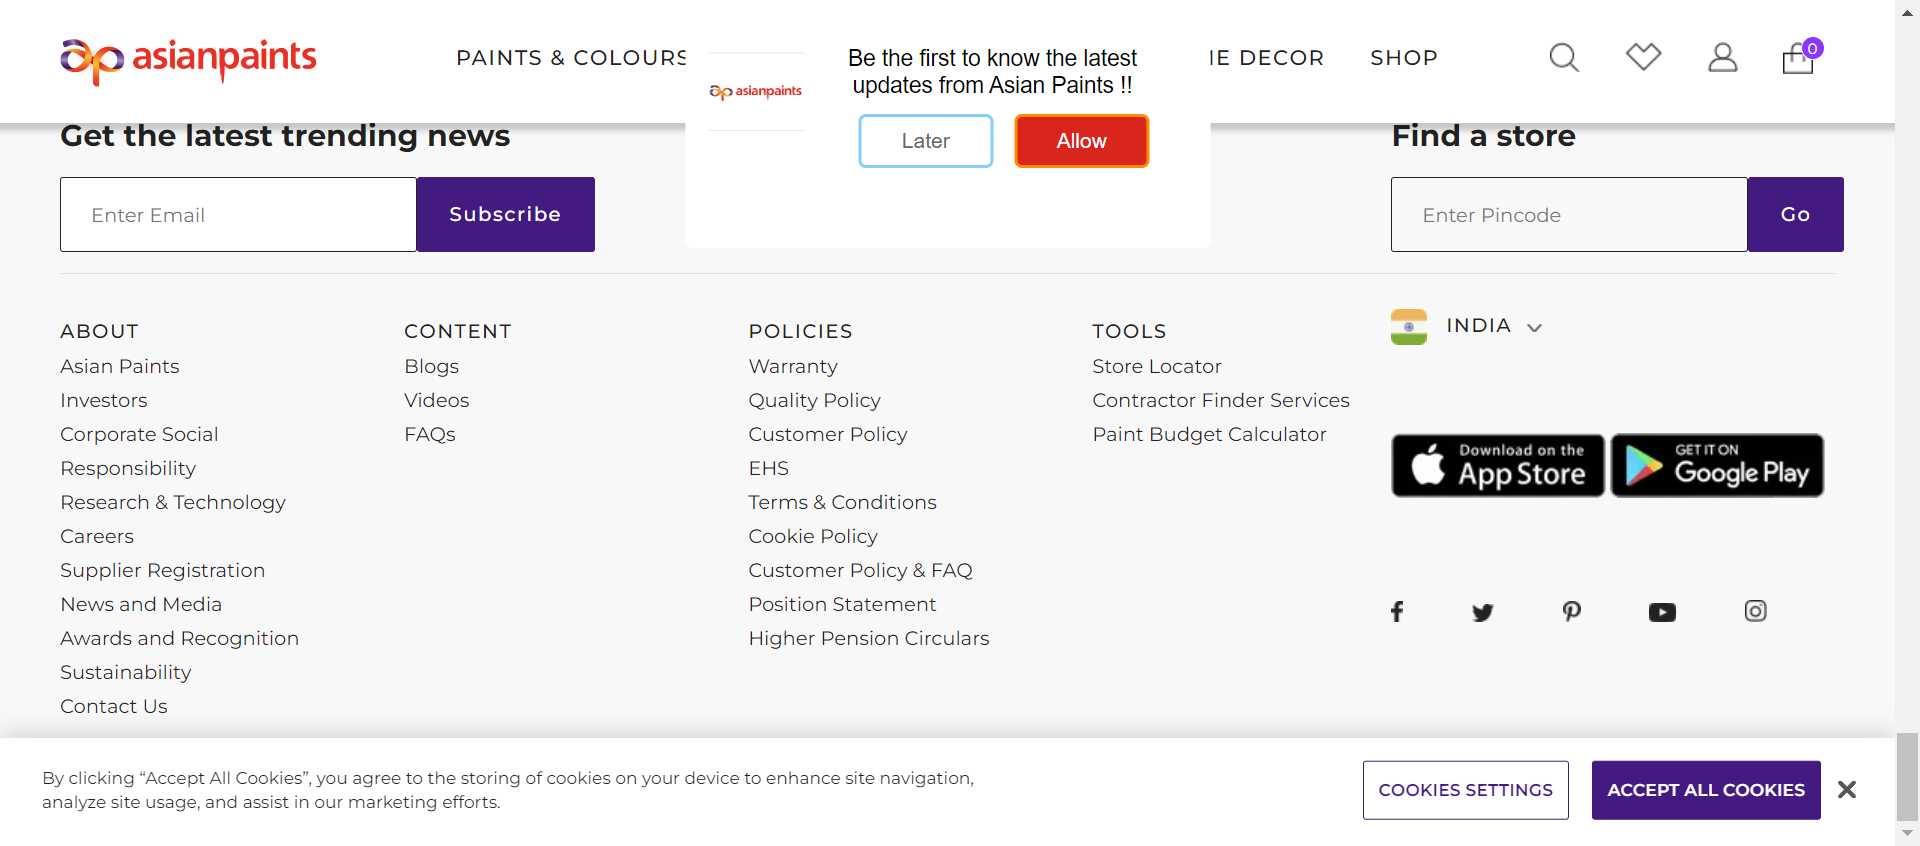 asianpaints
PAINTS & COLOURS
DECOR
SHOP
0
asianpaints
Be the first to know the latest
updates from Asian Paints !!
Later
Allow
Get the latest trending news
Enter Email
Subscribe
Find a store
Enter Pincode
Go
ABOUT
Asian Paints
Investors
Corporate Social
Responsibility
Research & Technology
Careers
Supplier Registration
News and Media
Awards and Recognition
Sustainability
Contact Us
CONTENT
Blogs
Videos
FAQs
POLICIES
Warranty
Quality Policy
Customer Policy
EHS
Terms & Conditions
Cookie Policy
Customer Policy & FAQ
Position Statement
Higher Pension Circulars
TOOLS
Store Locator
Contractor Finder Services
Paint Budget Calculator
INDIA
Download on the
App Store
GET IT ON
Google Play
By clicking “Accept All Cookies”, you agree to the storing of cookies on your device to enhance site navigation,
analyze site usage, and assist in our marketing efforts.
COOKIES SETTINGS
ACCEPT ALL COOKIES